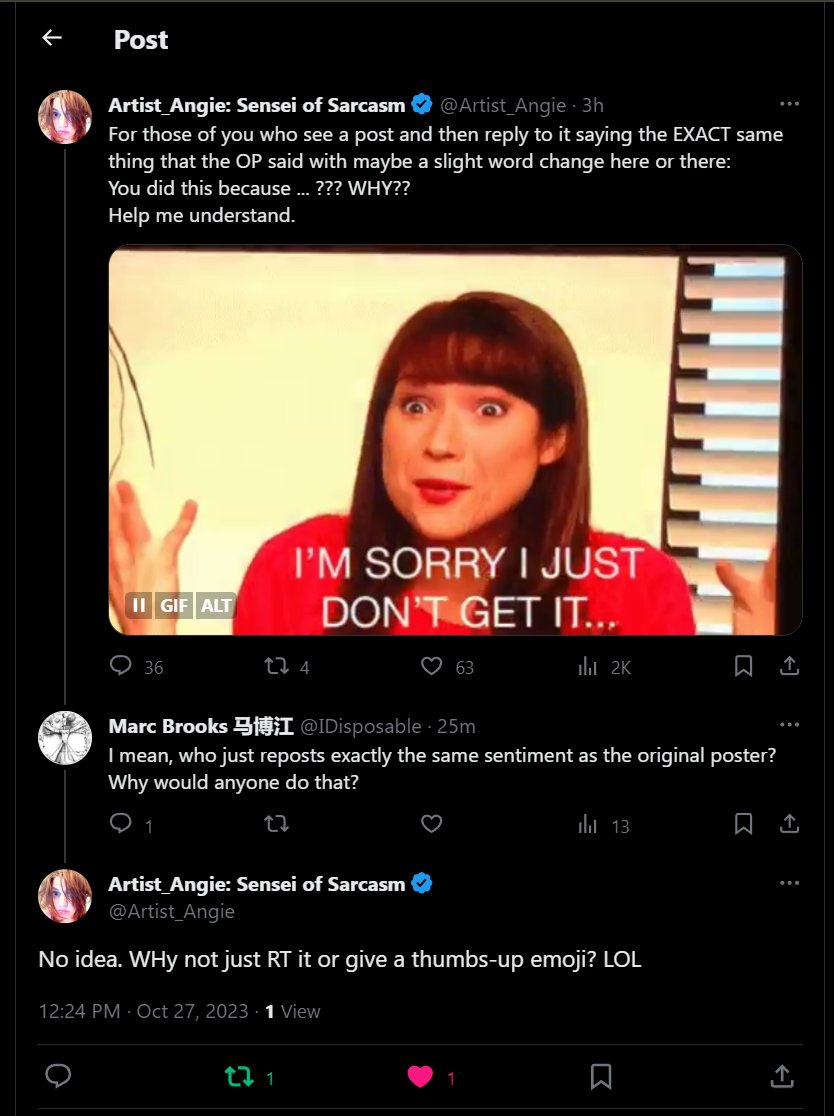 Post
Artist_Angie: Sensei of Sarcasm @Artist_Angie · 3h
For those of you who see a post and then reply to it saying the EXACT same
thing that the OP said with maybe a slight word change here or there:
You did this because ... ??? WHY??
Help me understand.
I'M SORRY I JUST
DON'T GET IT...
GIF ALT
36 4 63 2K
Marc Brooks 马博江 @IDisposable · 25m
I mean, who just reposts exactly the same sentiment as the original poster?
Why would anyone do that?
1 13
Artist_Angie: Sensei of Sarcasm
@Artist_Angie
No idea. WHy not just RT it or give a thumbs-up emoji? LOL
12:24 PM · Oct 27, 2023 · 1 View
1 1